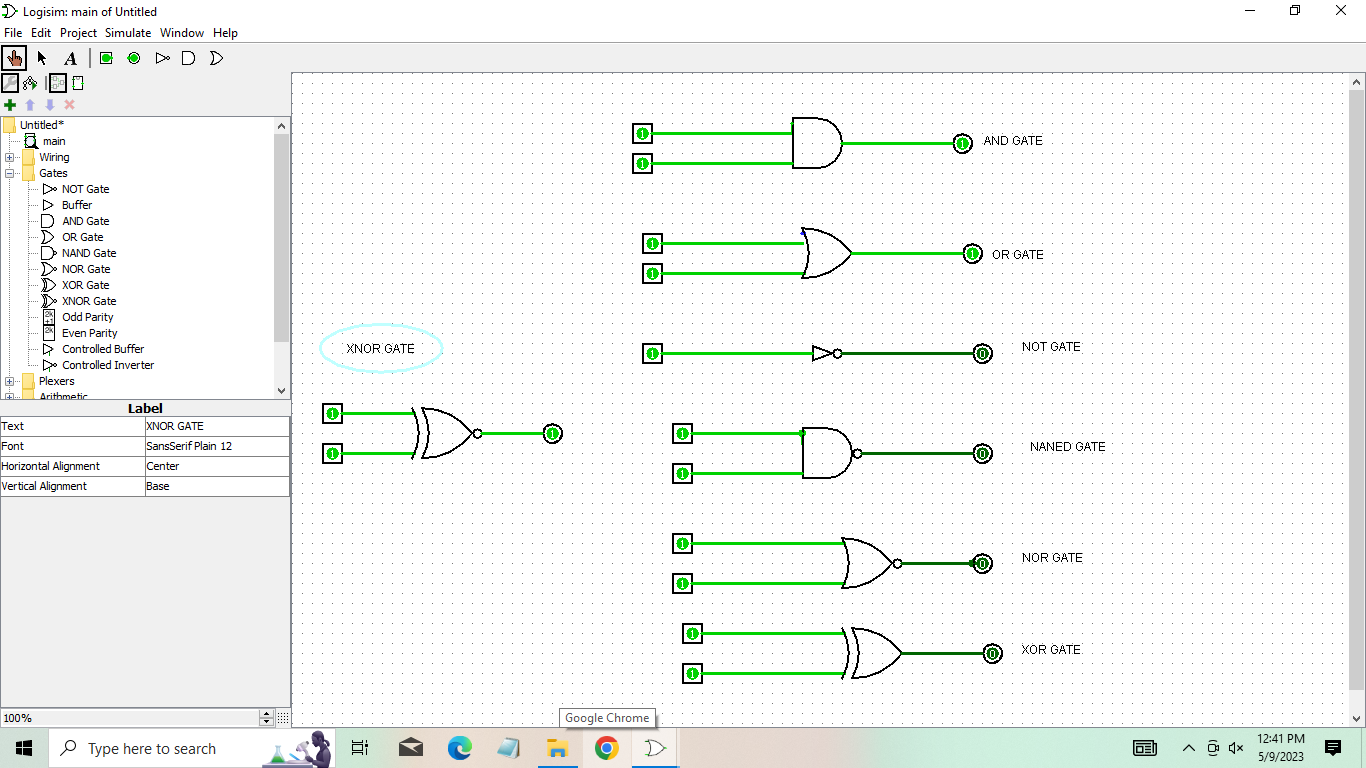 Logisim: main of Untitled
File Edit Project Simulate Window Help
A
Untitled*
main
Wiring
Gates
NOT Gate
Buffer
AND Gate
OR Gate
NAND Gate
NOR Gate
XOR Gate
XNOR Gate
Odd Parity
Even Parity
Controlled Buffer
Controlled Inverter
Plexers
Arithmetic
Label
Text XNOR GATE
Font SansSerif Plain 12
Horizontal Alignment Center
Vertical Alignment Base
100%
1
1 1 AND GATE
1
1 1 OR GATE
1 0 NOT GATE
XNOR GATE
1
1 1
1
1 0 NANED GATE
1
1 0 NOR GATE
1
1 0 XOR GATE
Google Chrome
Type here to search
12:41 PM
5/9/2023